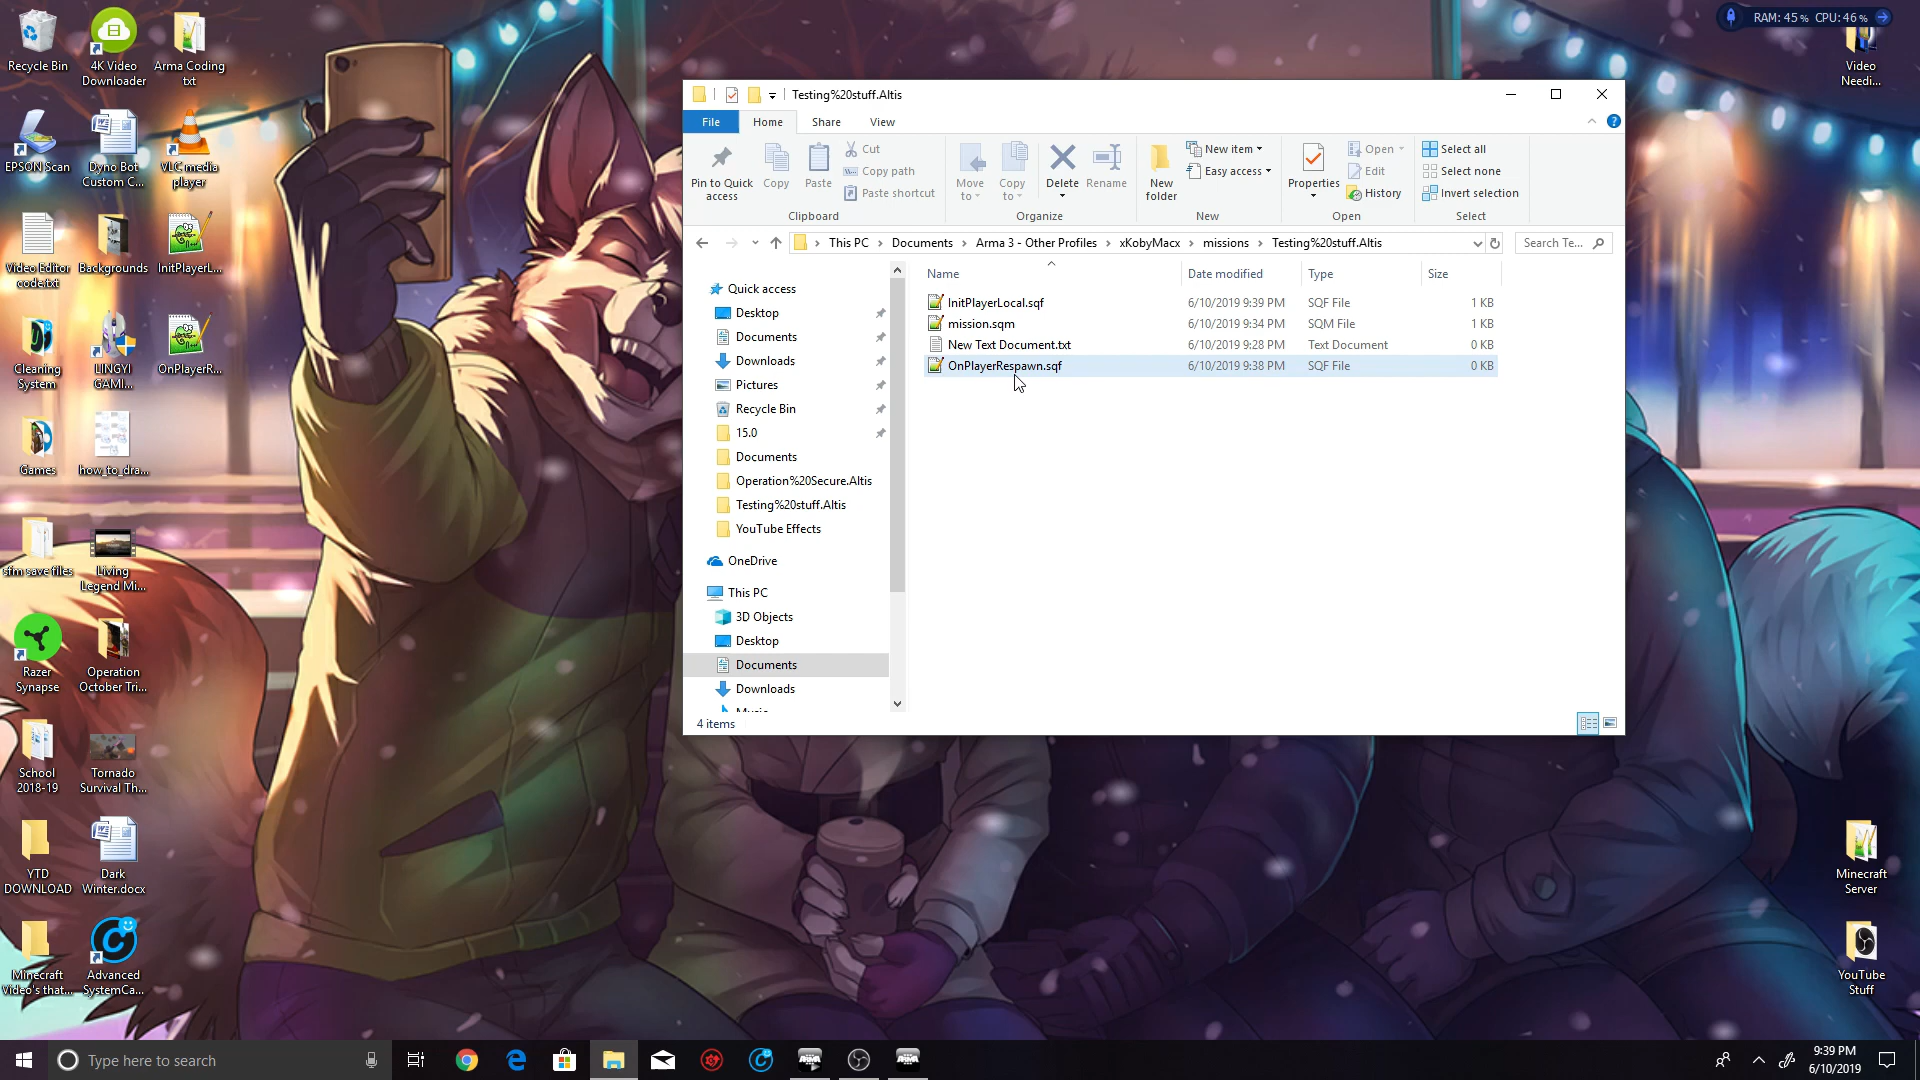 RAM: 45% CPU: 46%
Recycle Bin
4K Video
Downloader
Arma Coding
txt
Video
Needi...
EPSON Scan
Dyno Bot
Custom C...
VLC media
player
Video Editor
code.txt
Backgrounds
InitPlayerL...
Cleaning
System
LINGYI
GAMI...
OnPlayerR...
Games
how_to_dra...
sfm save files
Living
Legend Mi...
Razer
Synapse
Operation
October Tri...
School
2018-19
Tornado
Survival Th...
YTD
DOWNLOAD
Dark
Winter.docx
Minecraft
Video's that...
Advanced
SystemCa...
Minecraft
Server
YouTube
Stuff
Testing%20stuff.Altis
File Home Share View
Pin to Quick
access
Copy
Paste
Cut
Copy path
Paste shortcut
Clipboard
Move
to
Copy
to
Delete
Rename
Organize
New
folder
New item
Easy access
New
Properties
Open
Edit
History
Open
Select all
Select none
Invert selection
Select
This PC > Documents > Arma 3 - Other Profiles > xKobyMacx > missions > Testing%20stuff.Altis
Search Te...
Quick access
Desktop
Documents
Downloads
Pictures
Recycle Bin
15.0
Documents
Operation%20Secure.Altis
Testing%20stuff.Altis
YouTube Effects
OneDrive
This PC
3D Objects
Desktop
Documents
Downloads
Music
Name Date modified Type Size
InitPlayerLocal.sqf 6/10/2019 9:39 PM SQF File 1 KB
mission.sqm 6/10/2019 9:34 PM SQM File 1 KB
New Text Document.txt 6/10/2019 9:28 PM Text Document 0 KB
OnPlayerRespawn.sqf 6/10/2019 9:38 PM SQF File 0 KB
4 items
Type here to search
9:39 PM
6/10/2019